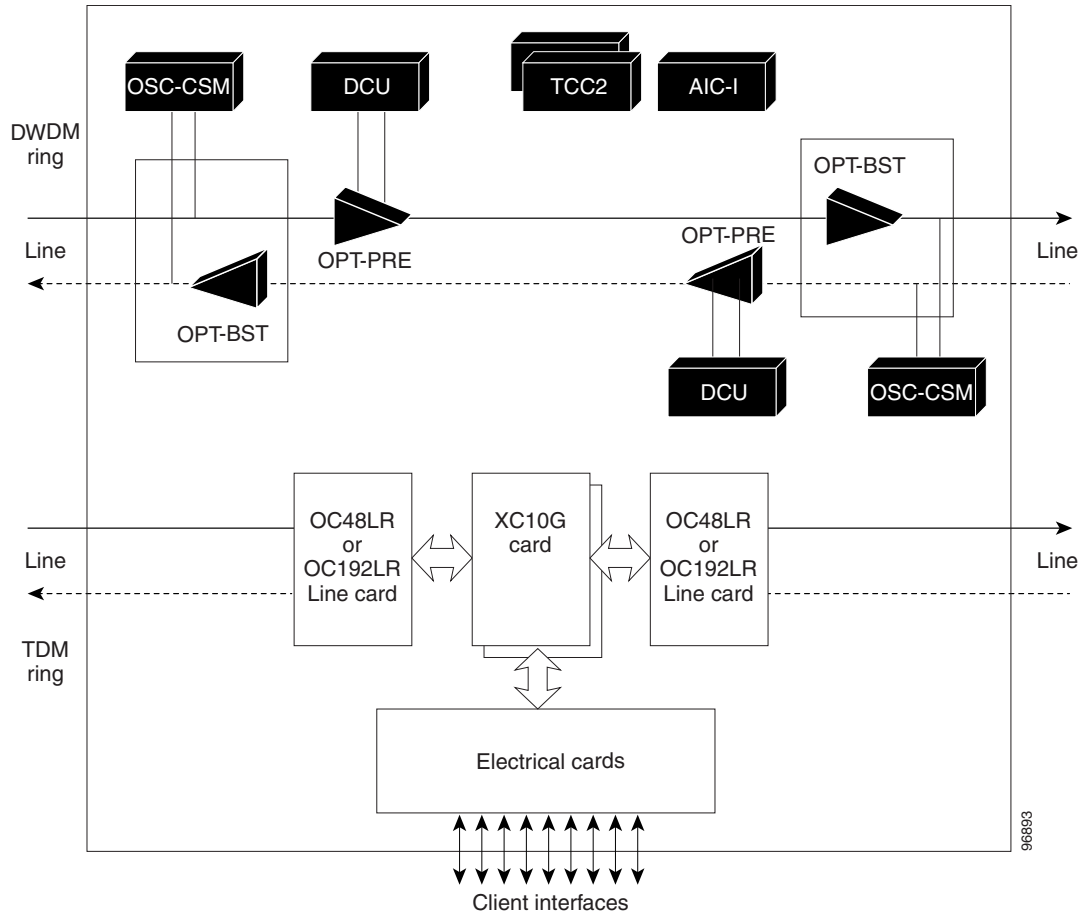 OSC-CSM
DCU
TCC2
AIC-I
DWDM
ring
OPT-BST
OPT-PRE
OPT-PRE
Line
Line
OPT-BST
DCU
OSC-CSM
OC48LR
or
OC192LR
Line card
XC10G
card
OC48LR
or
OC192LR
Line card
Line
Line
TDM
ring
Electrical cards
96893
Client interfaces